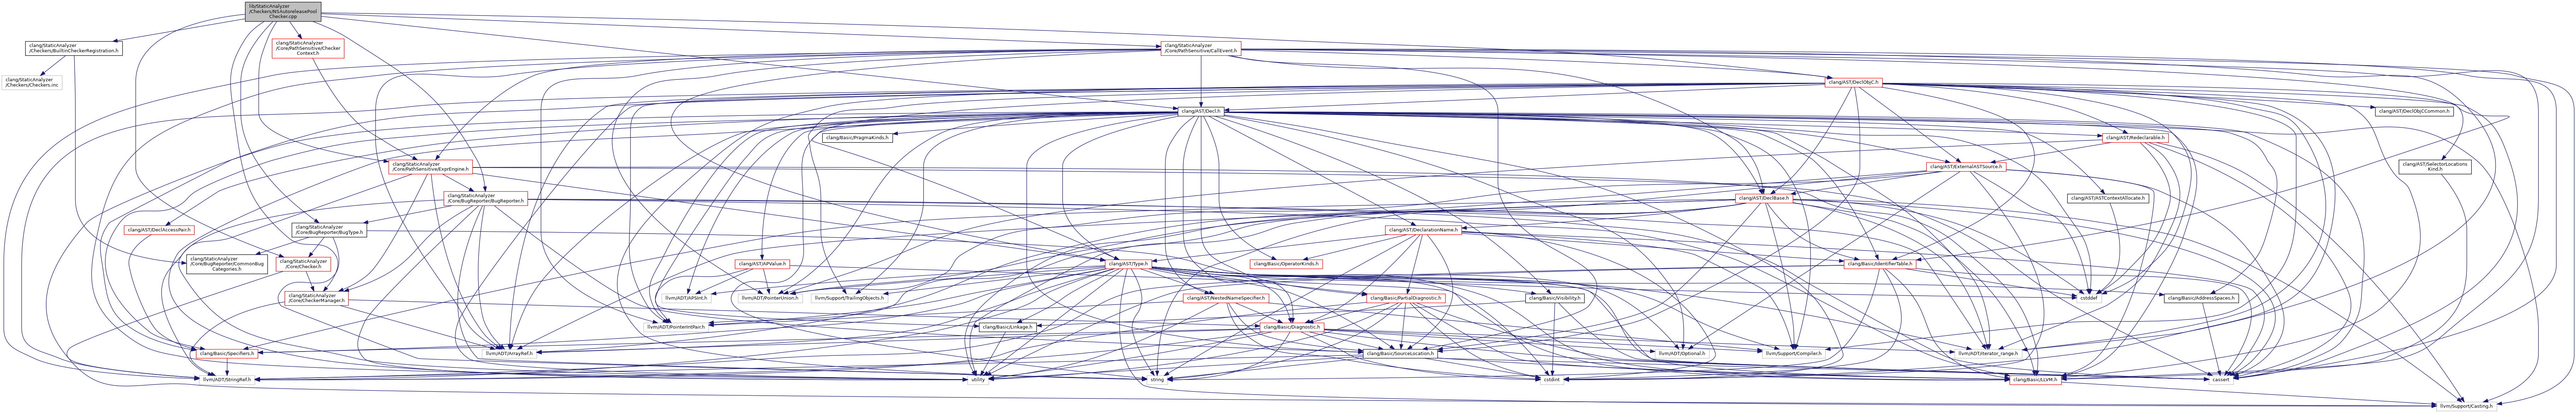 lib/StaticAnalyzer
/Checkers/NSAutoreleasePool
Checker.cpp
clang/StaticAnalyzer
/Checkers/BuiltinCheckerRegistration.h
clang/StaticAnalyzer
/Core/PathSensitive/Checker
Context.h
clang/StaticAnalyzer
/Core/PathSensitive/CallEvent.h
clang/StaticAnalyzer
/Checkers/Checkers.inc
clang/AST/DeclObjC.h
clang/AST/Decl.h
clang/AST/DeclObjCCommon.h
clang/Basic/PragmaKinds.h
clang/AST/Redeclarable.h
clang/StaticAnalyzer
/Core/PathSensitive/ExprEngine.h
clang/AST/ExternalASTSource.h
clang/AST/SelectorLocations
Kind.h
clang/StaticAnalyzer
/Core/BugReporter/BugReporter.h
clang/AST/DeclBase.h
clang/AST/ASTContextAllocate.h
clang/AST/DeclAccessPair.h
clang/StaticAnalyzer
/Core/BugReporter/BugType.h
clang/AST/DeclarationName.h
clang/StaticAnalyzer
/Core/BugReporter/CommonBug
Categories.h
clang/StaticAnalyzer
/Core/Checker.h
clang/AST/APValue.h
clang/AST/Type.h
clang/Basic/OperatorKinds.h
clang/Basic/IdentifierTable.h
clang/StaticAnalyzer
/Core/CheckerManager.h
llvm/ADT/APSInt.h
llvm/ADT/PointerUnion.h
llvm/Support/TrailingObjects.h
clang/AST/NestedNameSpecifier.h
clang/Basic/PartialDiagnostic.h
clang/Basic/Visibility.h
cstddef
clang/Basic/AddressSpaces.h
llvm/ADT/PointerIntPair.h
clang/Basic/Linkage.h
clang/Basic/Diagnostic.h
clang/Basic/Specifiers.h
llvm/ADT/ArrayRef.h
clang/Basic/SourceLocation.h
llvm/ADT/Optional.h
llvm/Support/Compiler.h
llvm/ADT/iterator_range.h
llvm/ADT/StringRef.h
utility
string
cstdint
clang/Basic/LLVM.h
cassert
llvm/Support/Casting.h